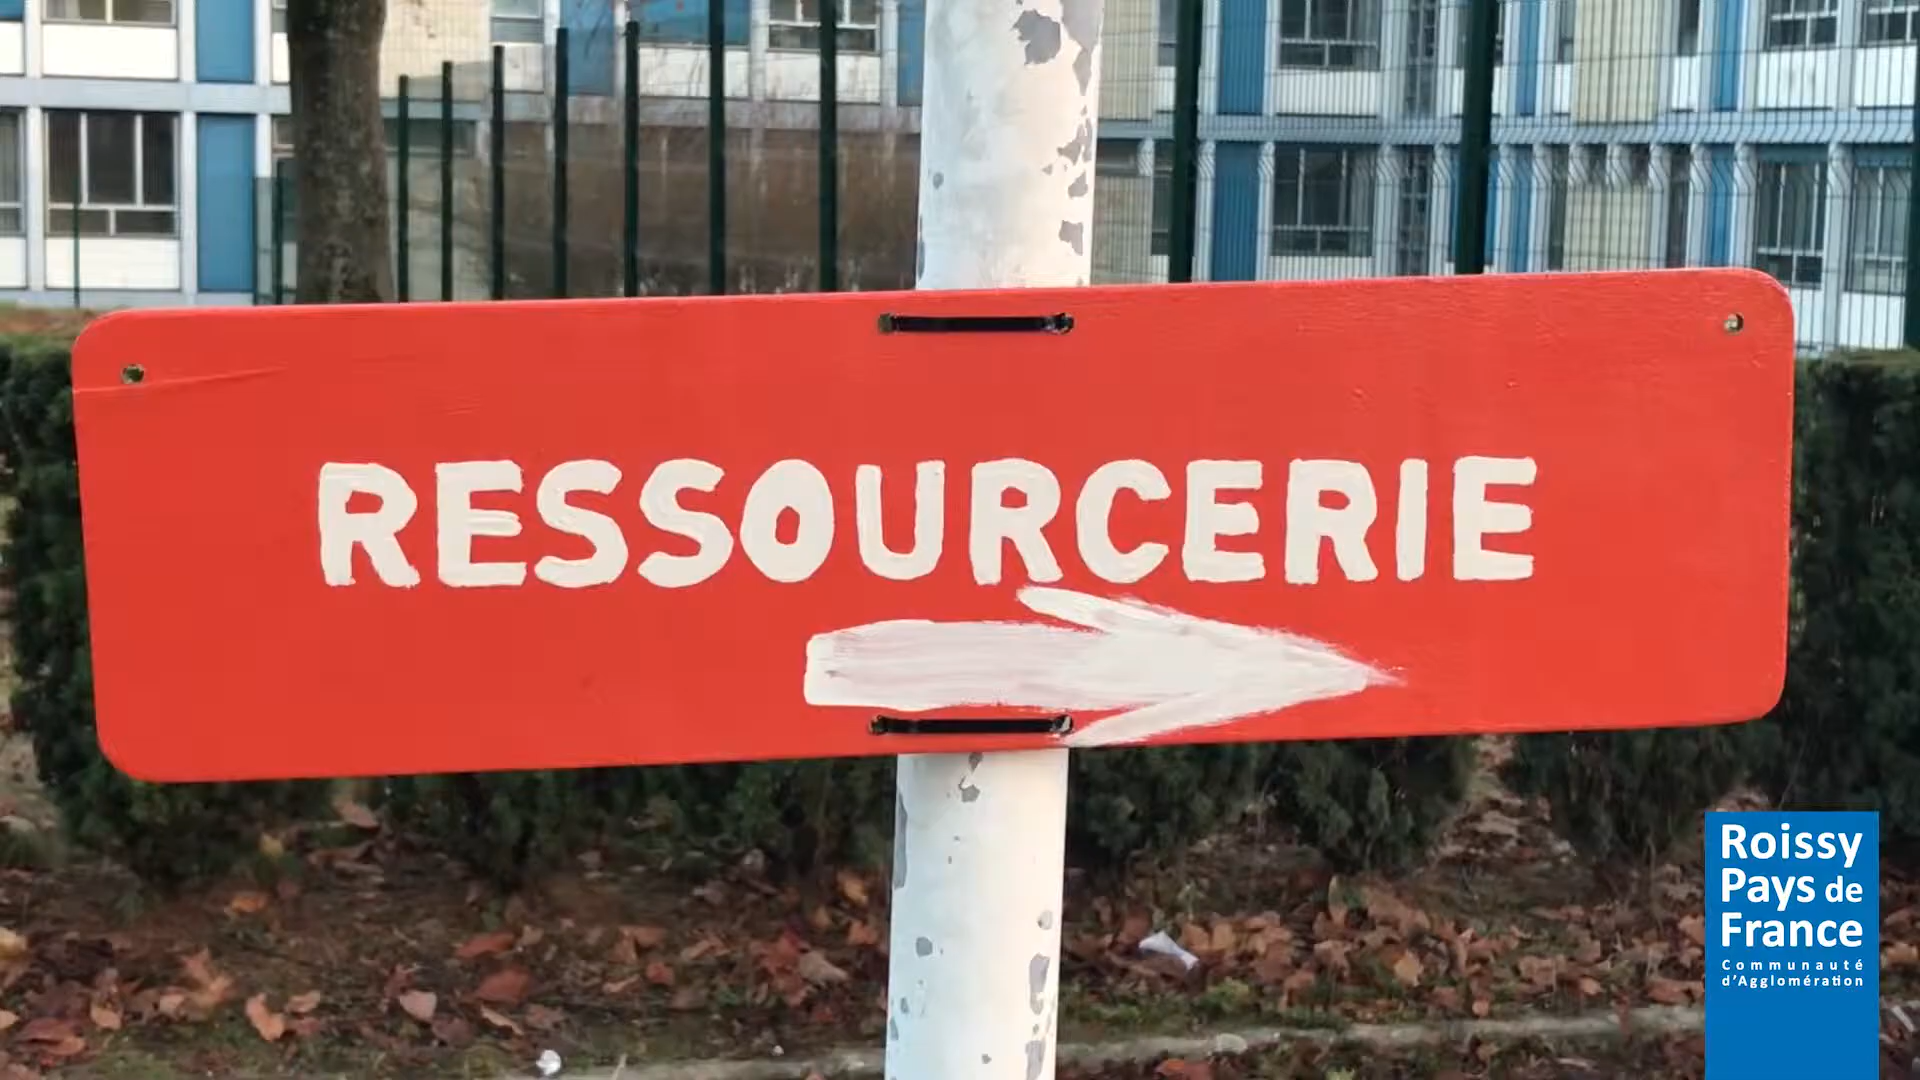 RESSOURCERIE
Roissy
Pays de
France
Communauté
d'Agglomération